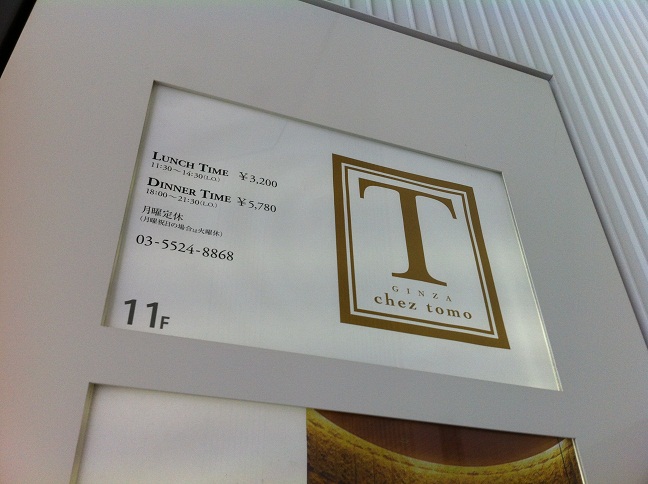 LUNCH TIME ¥3,200
11:30〜14:30(L.O.)
DINNER TIME ¥5,780
18:00〜21:30(L.O.)
月曜定休
(月曜祝日の場合は火曜休)
03-5524-8868
11F
T
GINZA
chez tomo